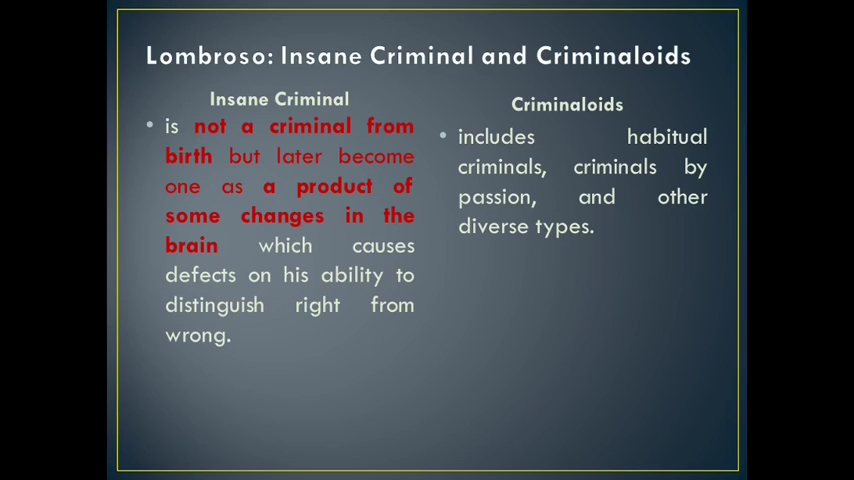 Lombroso: Insane Criminal and Criminaloids
Insane Criminal
• is not a criminal from
birth but later become
one as a product of
some changes in the
brain which causes
defects on his ability to
distinguish right from
wrong.
Criminaloids
• includes habitual
criminals, criminals by
passion, and other
diverse types.